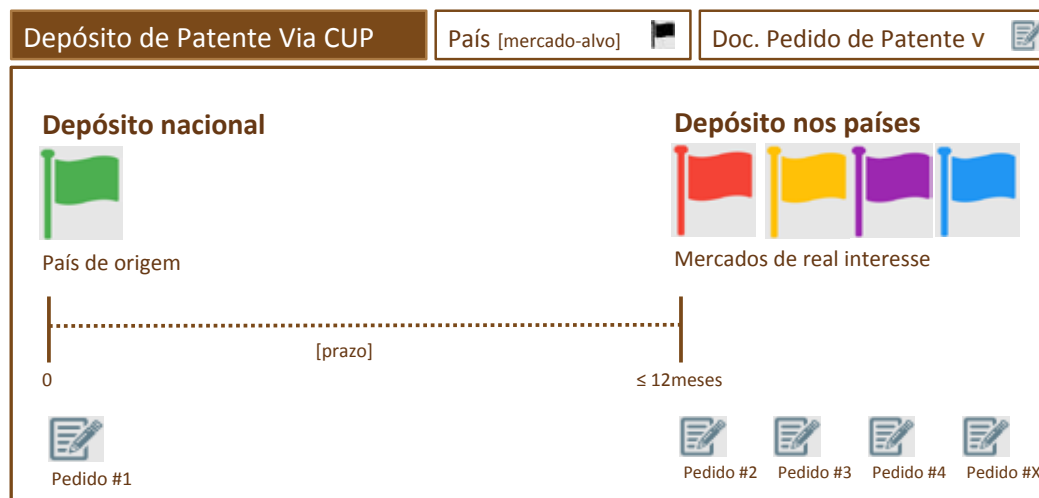 Depósito de Patente Via CUP
País [mercado-alvo]
Doc. Pedido de Patente v
Depósito nacional
Depósito nos países
País de origem
Mercados de real interesse
[prazo]
0
≤ 12meses
Pedido #1
Pedido #2
Pedido #3
Pedido #4
Pedido #X